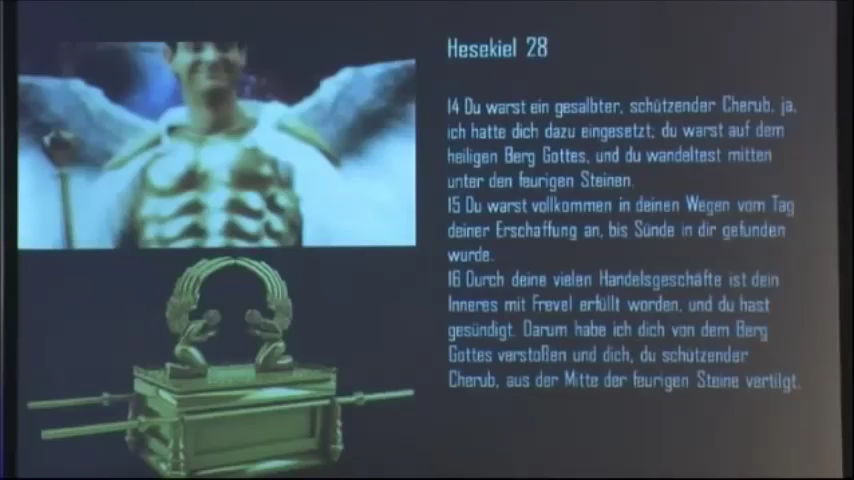 Hesekiel 28
14 Du warst ein gesalbter, schützender Cherub, ja,
ich hatte dich dazu eingesetzt; du warst auf dem
heiligen Berg Gottes, und du wandeltest mitten
unter den feurigen Steinen.
15 Du warst vollkommen in deinen Wegen vom Tag
deiner Erschaffung an, bis Sünde in dir gefunden
wurde.
16 Durch deine vielen Handelsgeschäfte ist dein
Inneres mit Frevel erfüllt worden, und du hast
gesündigt. Darum habe ich dich von dem Berg
Gottes verstoßen und dich, du schützender
Cherub, aus der Mitte der feurigen Steine vertilgt.